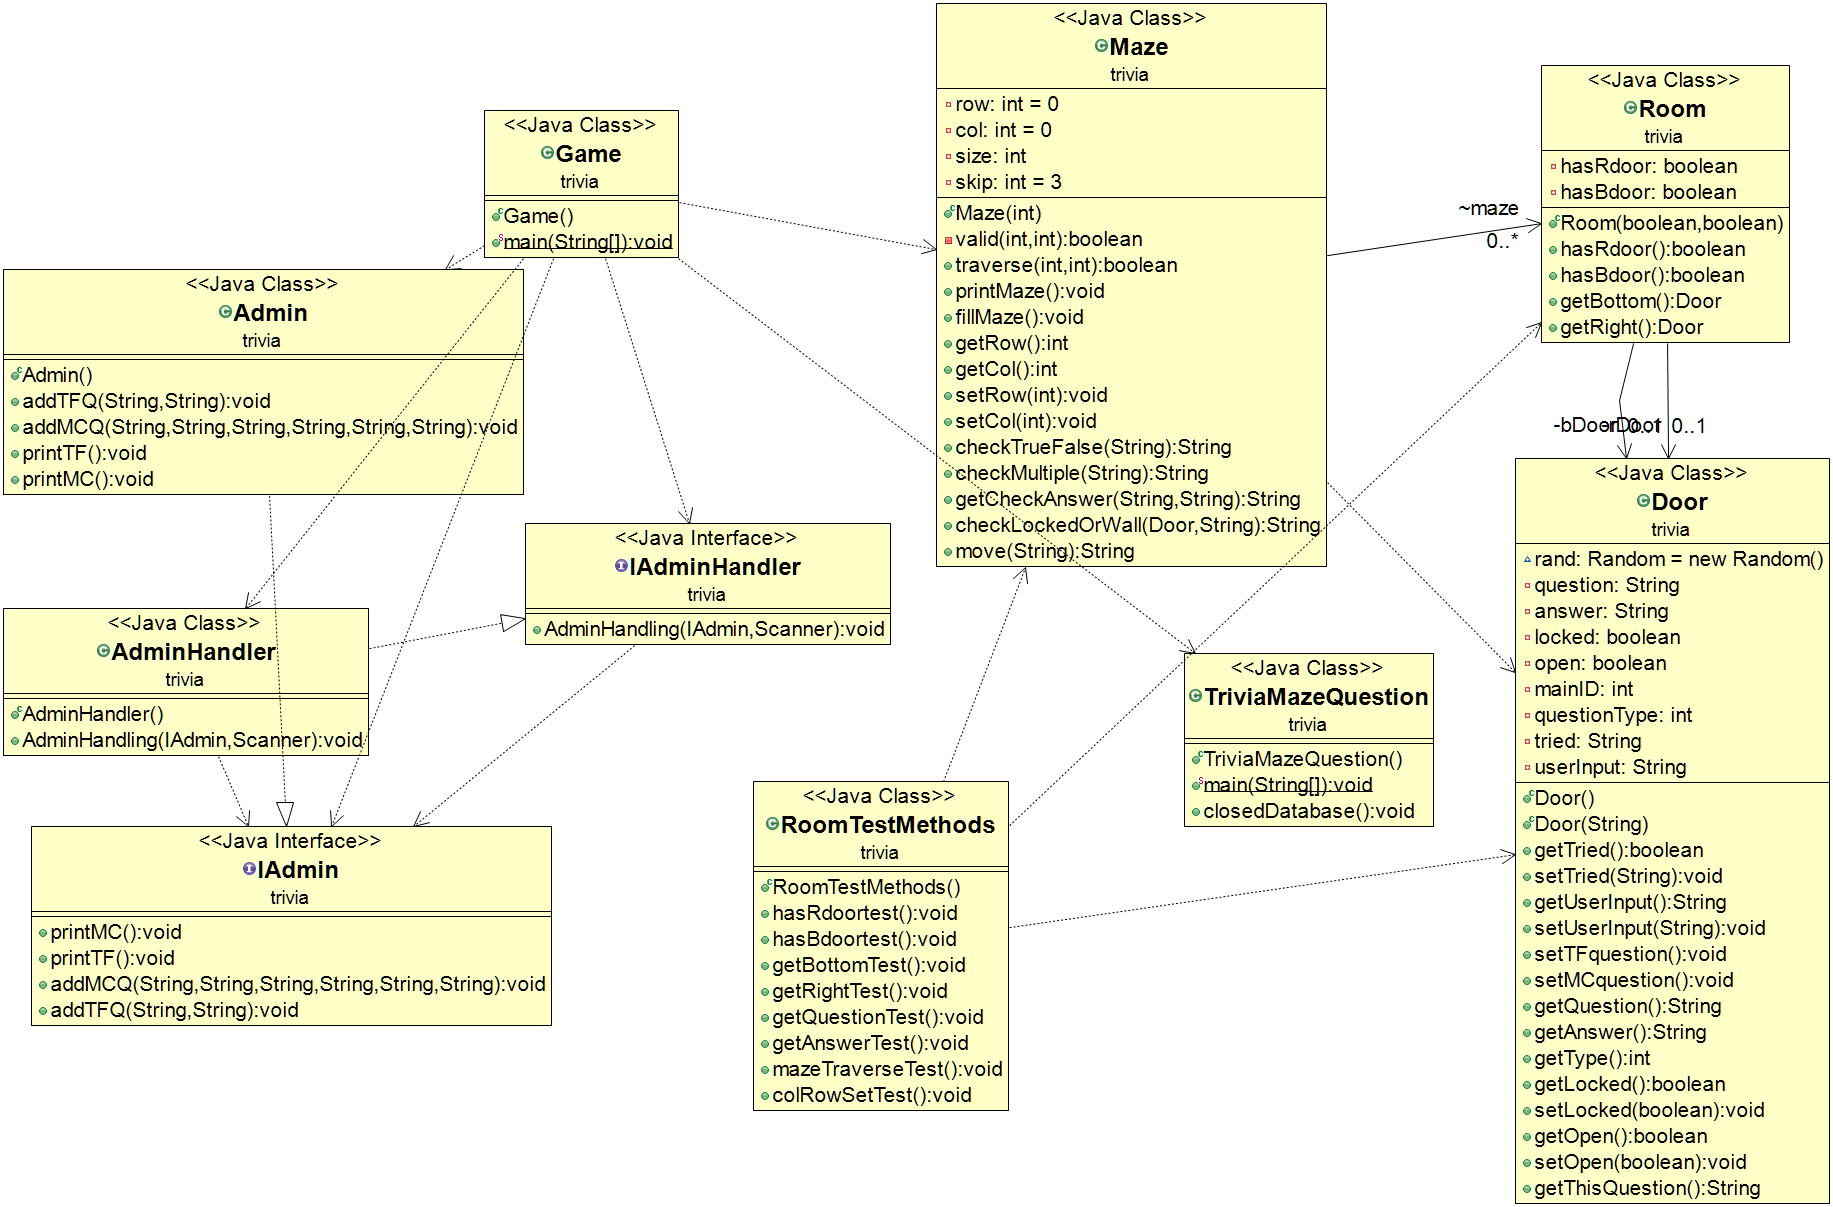 <<Java Class>>
Game
trivia
Game()
main(String[]):void
<<Java Class>>
Maze
trivia
row: int = 0
col: int = 0
size: int
skip: int = 3
Maze(int)
valid(int,int):boolean
traverse(int,int):boolean
printMaze():void
fillMaze():void
getRow():int
getCol():int
setRow(int):void
setCol(int):void
checkTrueFalse(String):String
checkMultiple(String):String
getCheckAnswer(String,String):String
checkLockedOrWall(Door,String):String
move(String):String
~maze
0..*
<<Java Class>>
Room
trivia
hasRdoor: boolean
hasBdoor: boolean
Room(boolean,boolean)
hasRdoor():boolean
hasBdoor():boolean
getBottom():Door
getRight():Door
-bDoor
-rDoor
0..1
0..1
<<Java Class>>
Admin
trivia
Admin()
addTFQ(String,String):void
addMCQ(String,String,String,String,String,String):void
printTF():void
printMC():void
<<Java Interface>>
IAdminHandler
trivia
AdminHandling(IAdmin,Scanner):void
<<Java Class>>
AdminHandler
trivia
AdminHandler()
AdminHandling(IAdmin,Scanner):void
<<Java Interface>>
IAdmin
trivia
printMC():void
printTF():void
addMCQ(String,String,String,String,String,String):void
addTFQ(String,String):void
<<Java Class>>
RoomTestMethods
trivia
RoomTestMethods()
hasRdoortest():void
hasBdoortest():void
getBottomTest():void
getRightTest():void
getQuestionTest():void
getAnswerTest():void
mazeTraverseTest():void
colRowSetTest():void
<<Java Class>>
TriviaMazeQuestion
trivia
TriviaMazeQuestion()
main(String[]):void
closedDatabase():void
<<Java Class>>
Door
trivia
rand: Random = new Random()
question: String
answer: String
locked: boolean
open: boolean
mainID: int
questionType: int
tried: String
userInput: String
Door()
Door(String)
getTried():boolean
setTried(String):void
getUserInput():String
setUserInput(String):void
setTFquestion():void
setMCquestion():void
getQuestion():String
getAnswer():String
getType():int
getLocked():boolean
setLocked(boolean):void
getOpen():boolean
setOpen(boolean):void
getThisQuestion():String